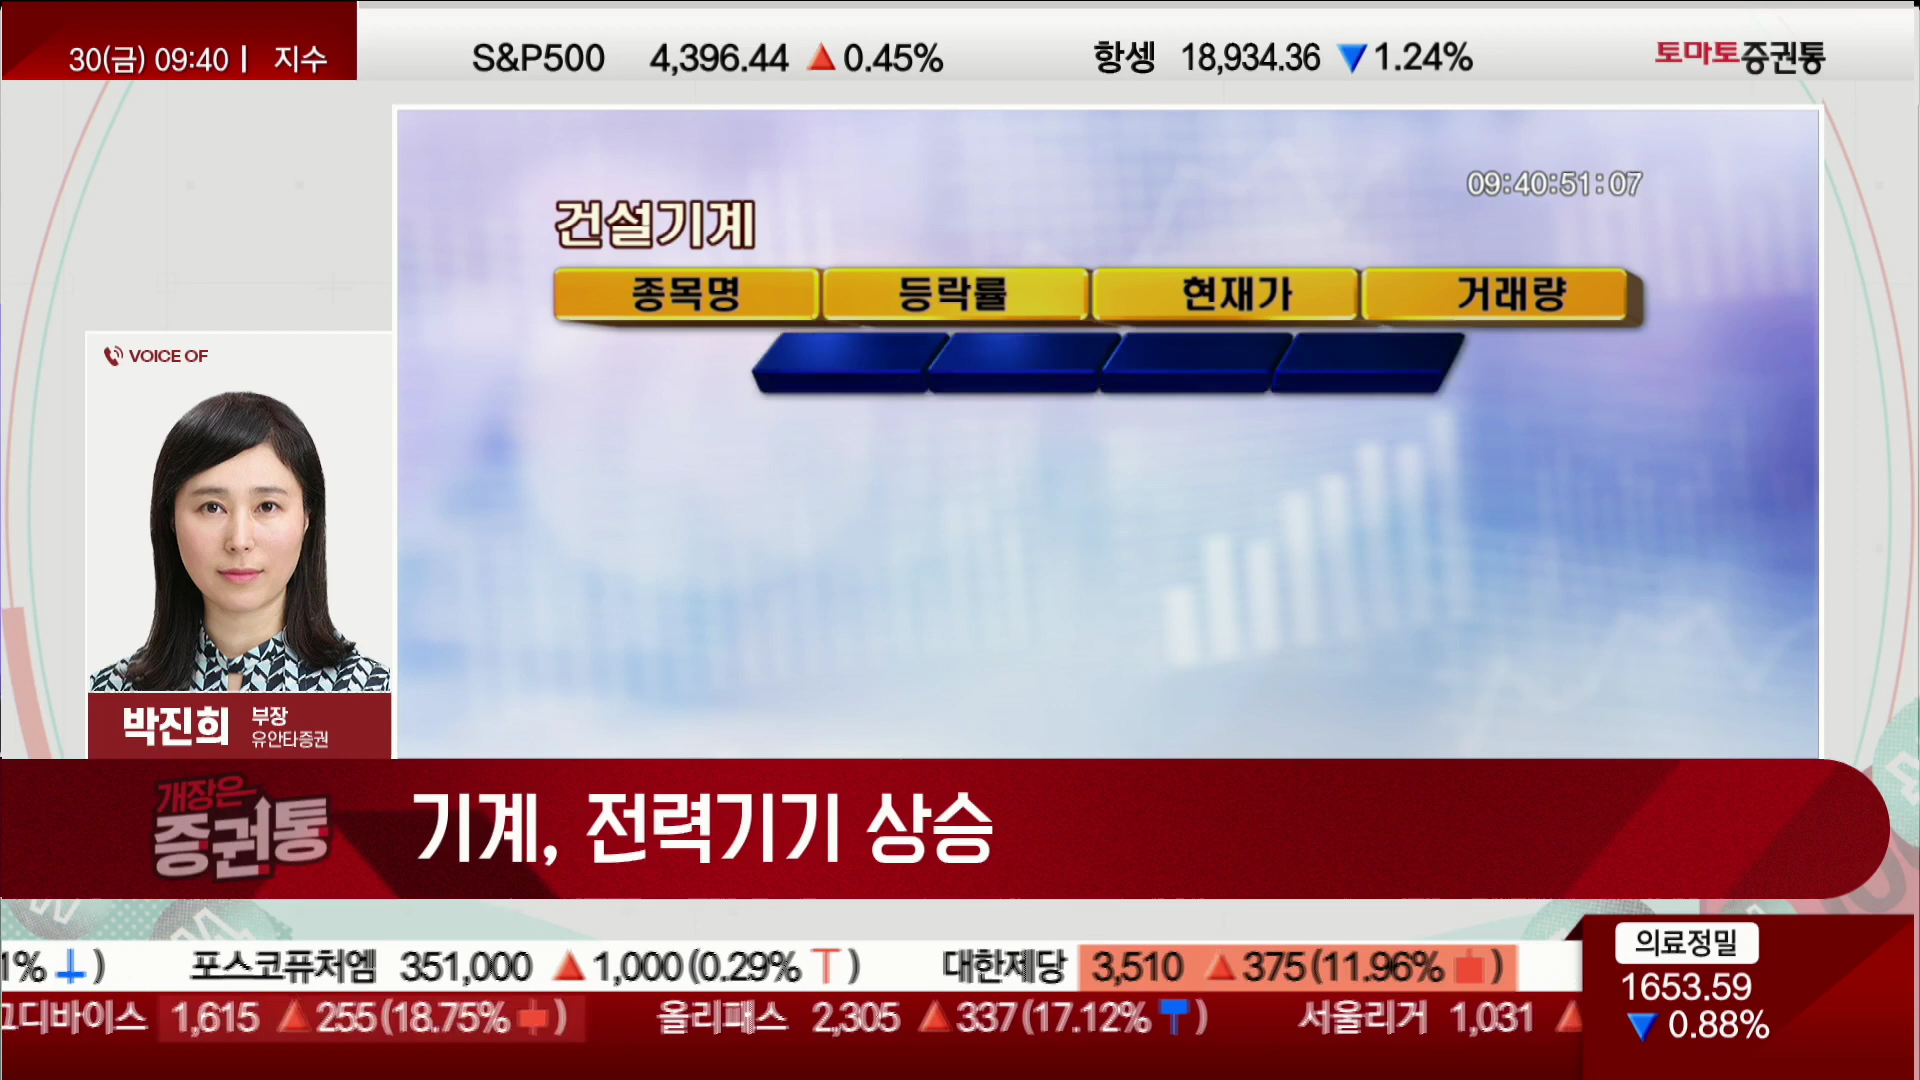 30(금) 09:40 | 지수
S&P500 4,396.44 ▲ 0.45% 항셍 18,934.36 ▼ 1.24%
토마토증권통
09:40:51:07
건설기계
종목명 등락률 현재가 거래량
VOICE OF
박진희 부장
유안타증권
개장은
증권통
기계, 전력기기 상승
1% ) 포스코퓨처엠 351,000 ▲ 1,000 (0.29% ) 대한제당 3,510 ▲ 375 (11.96% )
디바이스 1,615 ▲ 255 (18.75% ) 올리패스 2,305 ▲ 337 (17.12% ) 서울리거 1,031 ▲
의료정밀
1653.59
▼ 0.88%